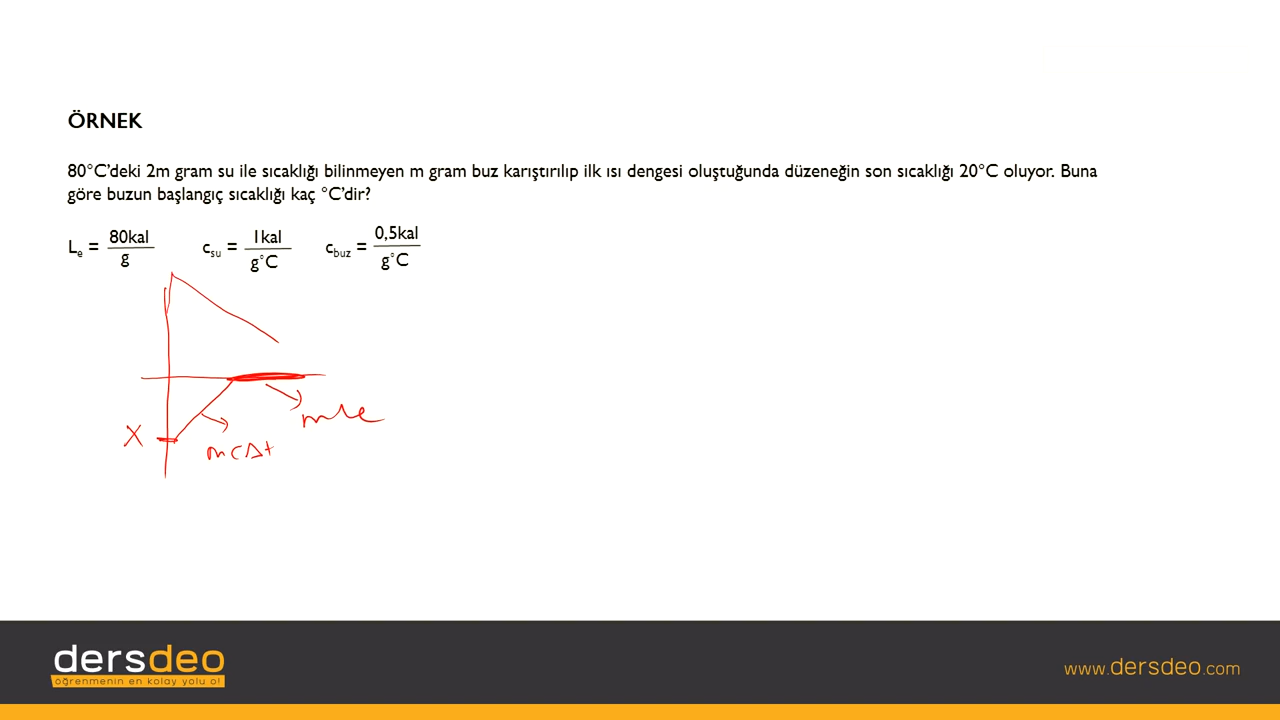 ÖRNEK
80°C'deki 2m gram su ile sıcaklığı bilinmeyen m gram buz karıştırılıp ilk ısı dengesi oluştuğunda düzeneğin son sıcaklığı 20°C oluyor. Buna
göre buzun başlangıç sıcaklığı kaç °C'dir?
Le = 80kal/g csu = 1kal/g°C cbuz = 0,5kal/g°C
mLe
X
mcΔt
dersdeo
öğrenmenin en kolay yolu o!
www.dersdeo.com